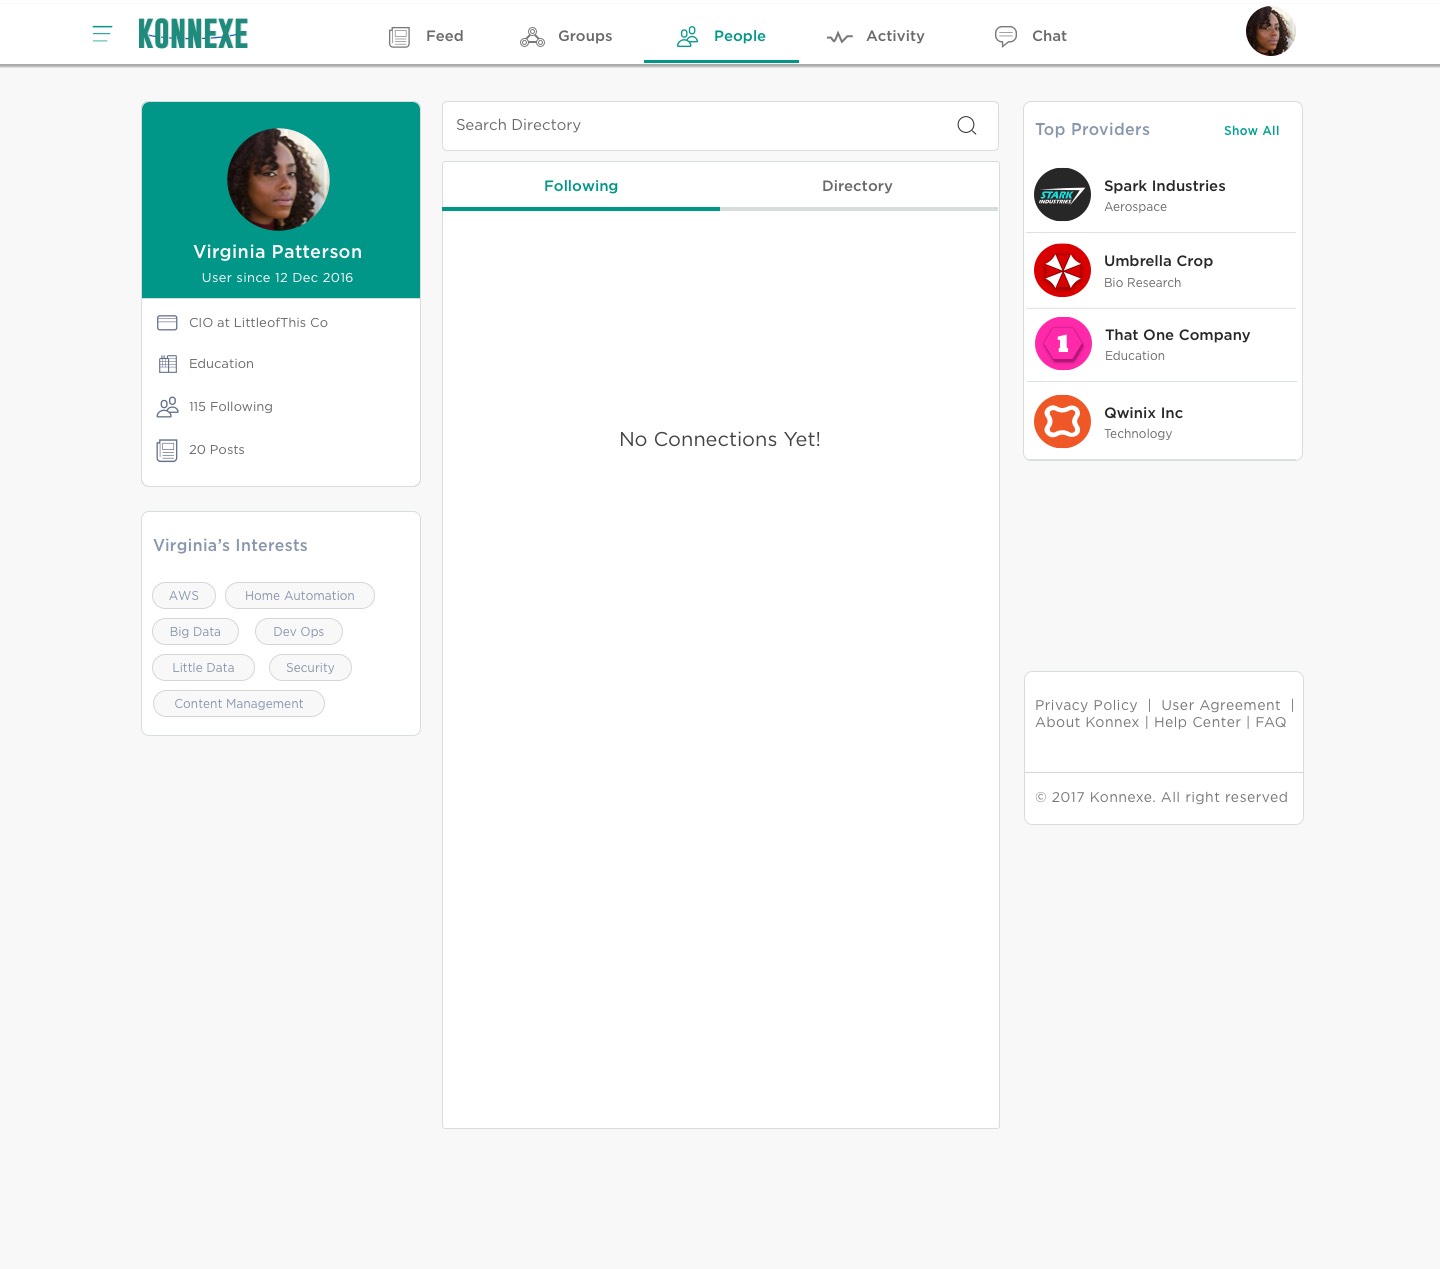 KONNEXE
Feed
Groups
People
Activity
Chat
Virginia Patterson
User since 12 Dec 2016
CIO at LittleofThis Co
Education
115 Following
20 Posts
Virginia’s Interests
AWS
Home Automation
Big Data
Dev Ops
Little Data
Security
Content Management
Search Directory
Following
Directory
No Connections Yet!
Top Providers
Show All
STARK
INDUSTRIES
Spark Industries
Aerospace
Umbrella Crop
Bio Research
1
That One Company
Education
Qwinix Inc
Technology
Privacy Policy | User Agreement |
About Konnex | Help Center | FAQ
© 2017 Konnexe. All right reserved